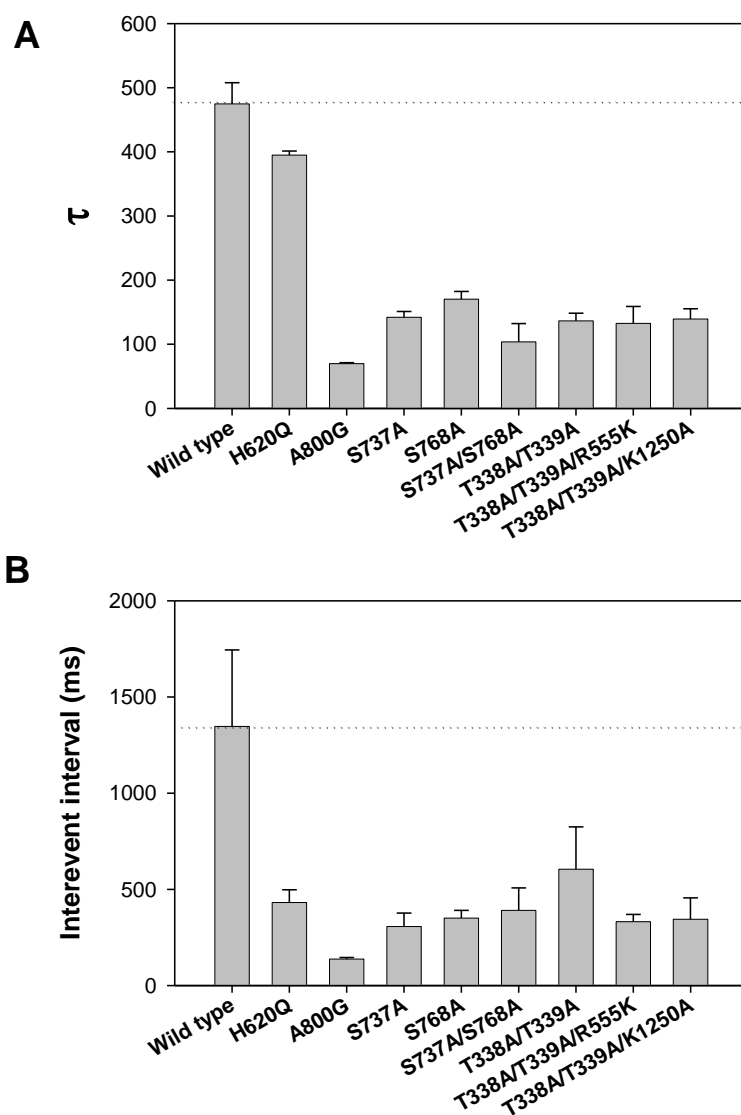 A
600
500
400
300
200
100
0
τ
Wild type
H620Q
A800G
S737A
S768A
S737A/S768A
T338A/T339A
T338A/T339A/R555K
T338A/T339A/K1250A
B
2000
1500
1000
500
0
Interevent interval (ms)
Wild type
H620Q
A800G
S737A
S768A
S737A/S768A
T338A/T339A
T338A/T339A/R555K
T338A/T339A/K1250A